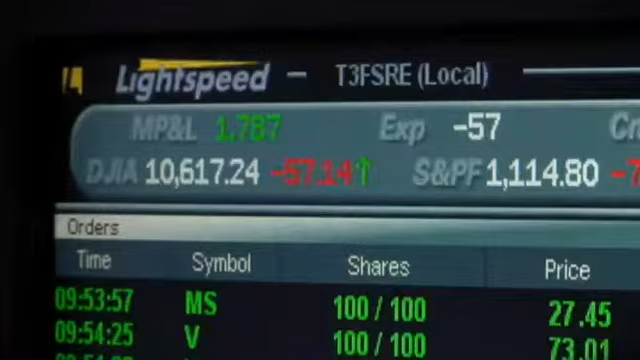 Lightspeed — T3FSRE (Local)
MP&L 1.787 Exp -57
DJIA 10,617.24 -57.14↑ S&PF 1,114.80 -7
Orders
Time Symbol Shares Price
09:53:57 MS 100 / 100 27.45
09:54:25 V 100 / 100 73.01